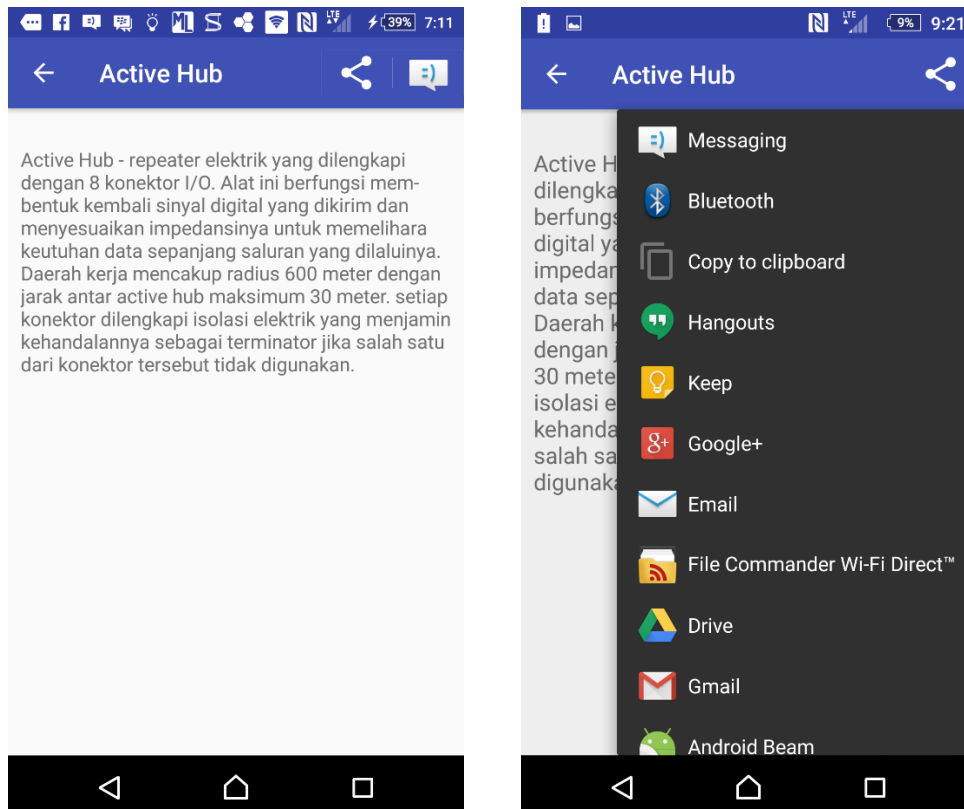 39% 7:11
Active Hub
Active Hub - repeater elektrik yang dilengkapi
dengan 8 konektor I/O. Alat ini berfungsi mem-
bentuk kembali sinyal digital yang dikirim dan
menyesuaikan impedansinya untuk memelihara
keutuhan data sepanjang saluran yang dilaluinya.
Daerah kerja mencakup radius 600 meter dengan
jarak antar active hub maksimum 30 meter. setiap
konektor dilengkapi isolasi elektrik yang menjamin
kehandalannya sebagai terminator jika salah satu
dari konektor tersebut tidak digunakan.
LTE 9% 9:21
Active Hub
Active H
dilengka
berfungs
digital ya
impedan
data sep
Daerah k
dengan j
30 mete
isolasi e
kehanda
salah sa
digunaka
Messaging
Bluetooth
Copy to clipboard
Hangouts
Keep
Google+
Email
File Commander Wi-Fi Direct™
Drive
Gmail
Android Beam